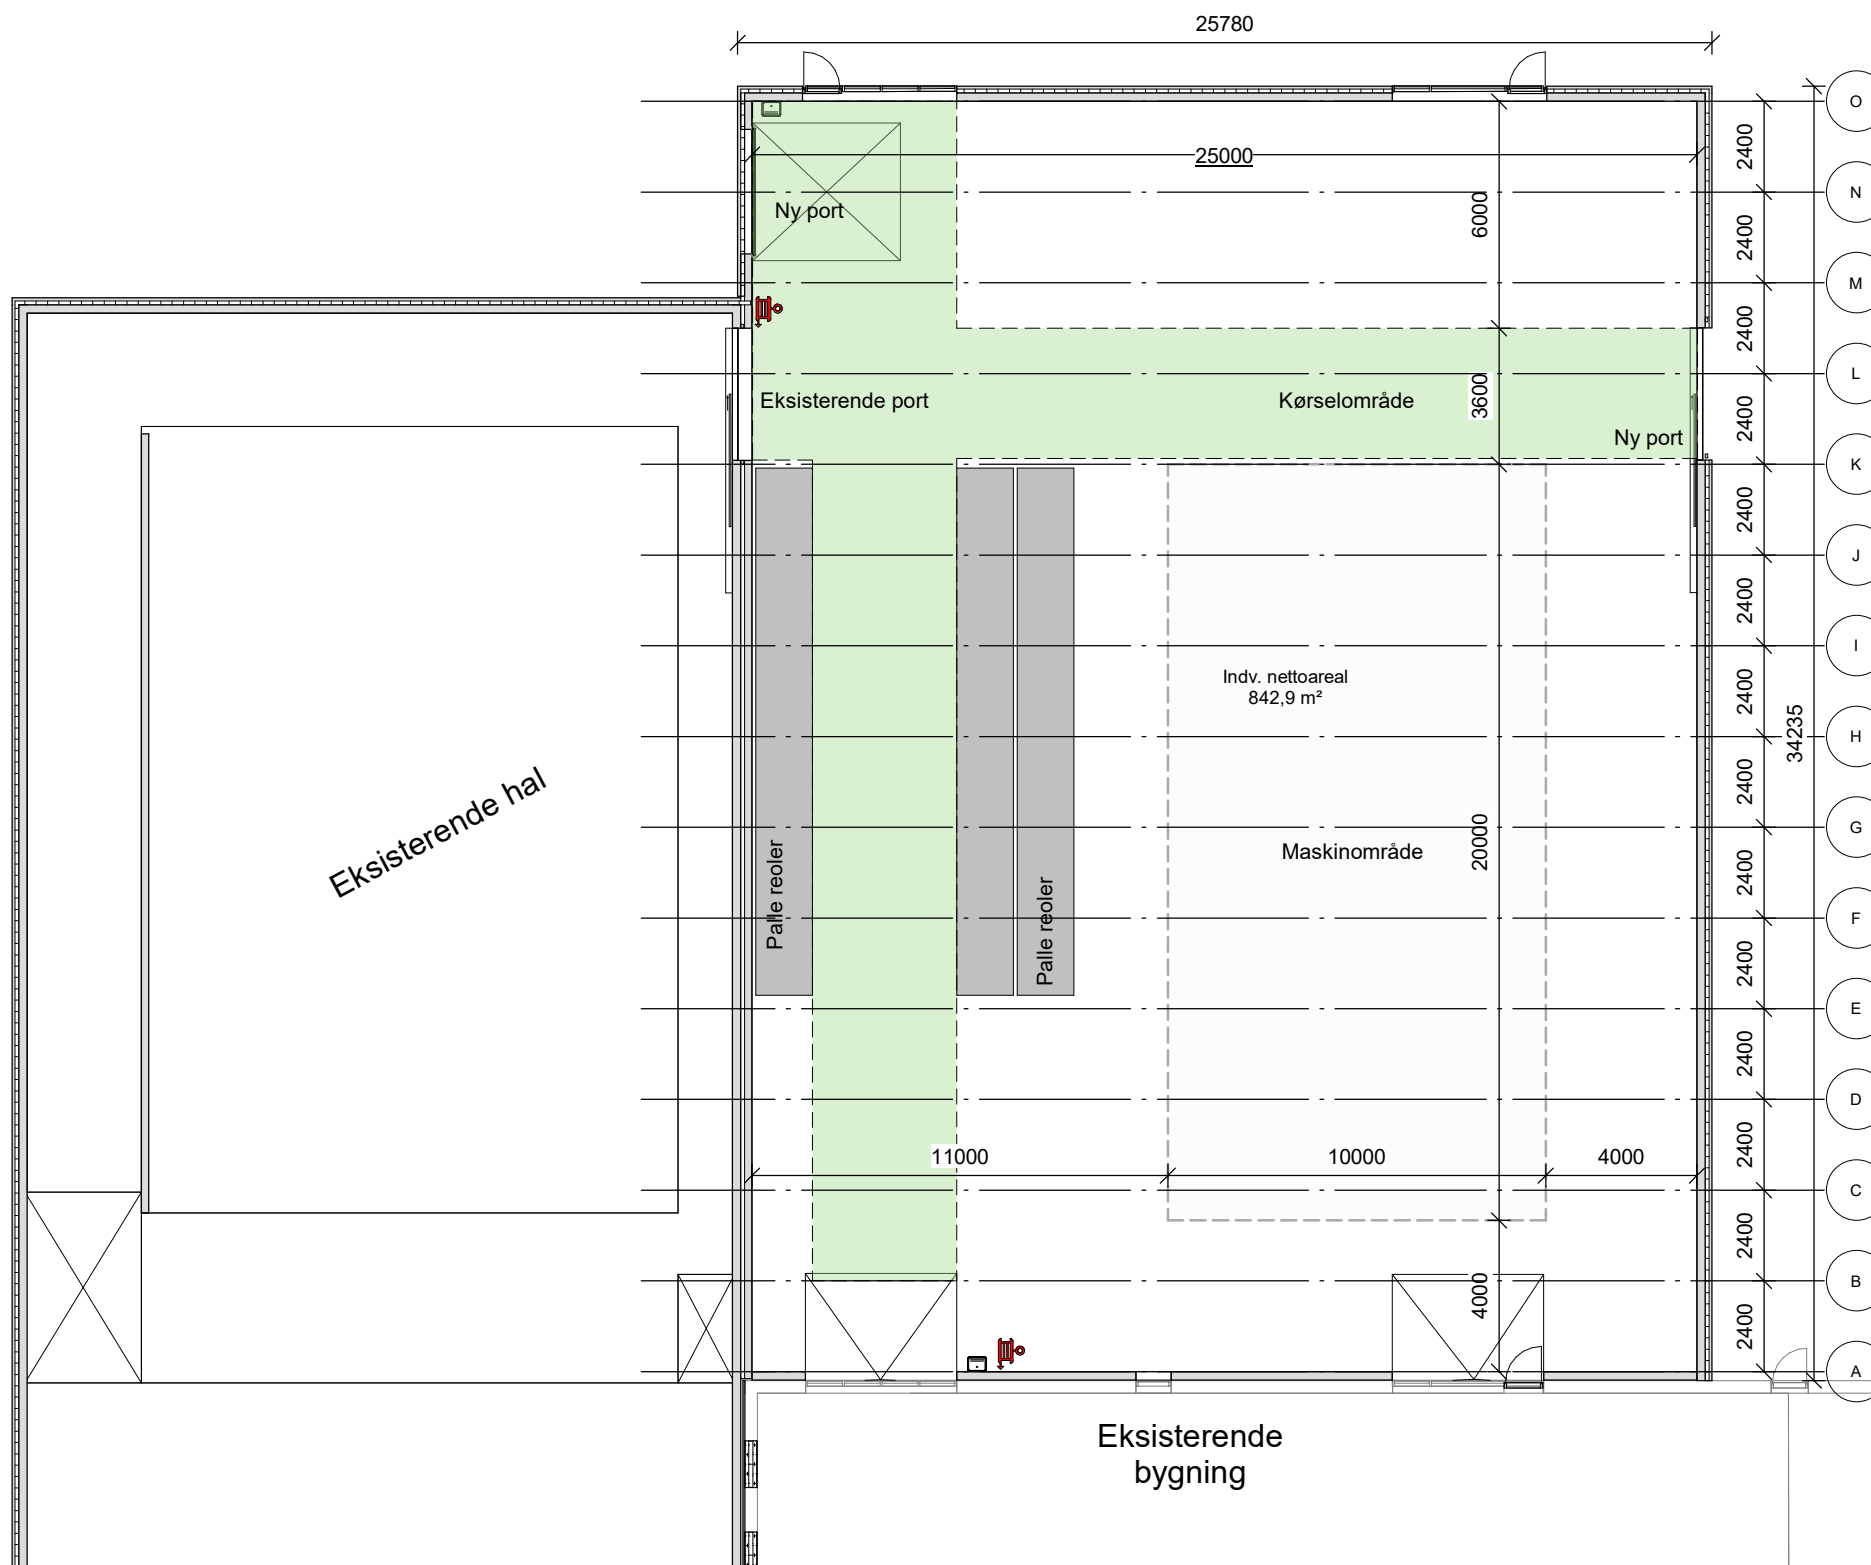 25780
O
2400
25000
N
Ny port
6000
2400
M
2400
L
Eksisterende port
3600
Kørselområde
2400
Ny port
K
2400
J
2400
I
Indv. nettoareal
842,9 m²
2400
34235
H
2400
Eksisterende hal
G
20000
Maskinområde
2400
Palle reoler
Palle reoler
F
2400
E
2400
D
11000
10000
4000
2400
C
2400
4000
B
2400
A
Eksisterende
bygning